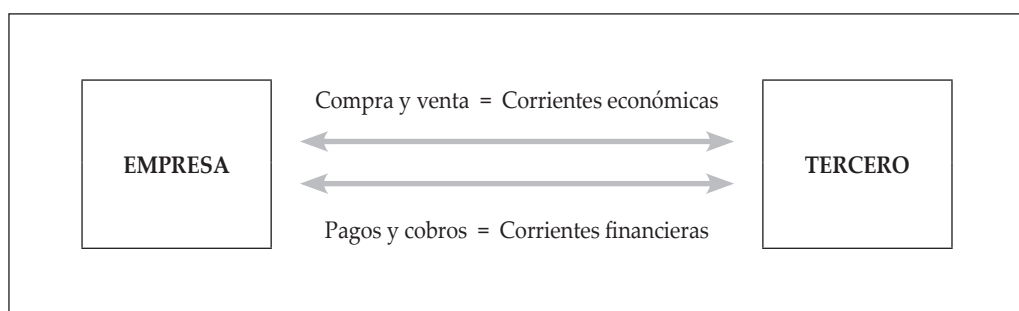 Compra y venta = Corrientes económicas
EMPRESA
TERCERO
Pagos y cobros = Corrientes financieras